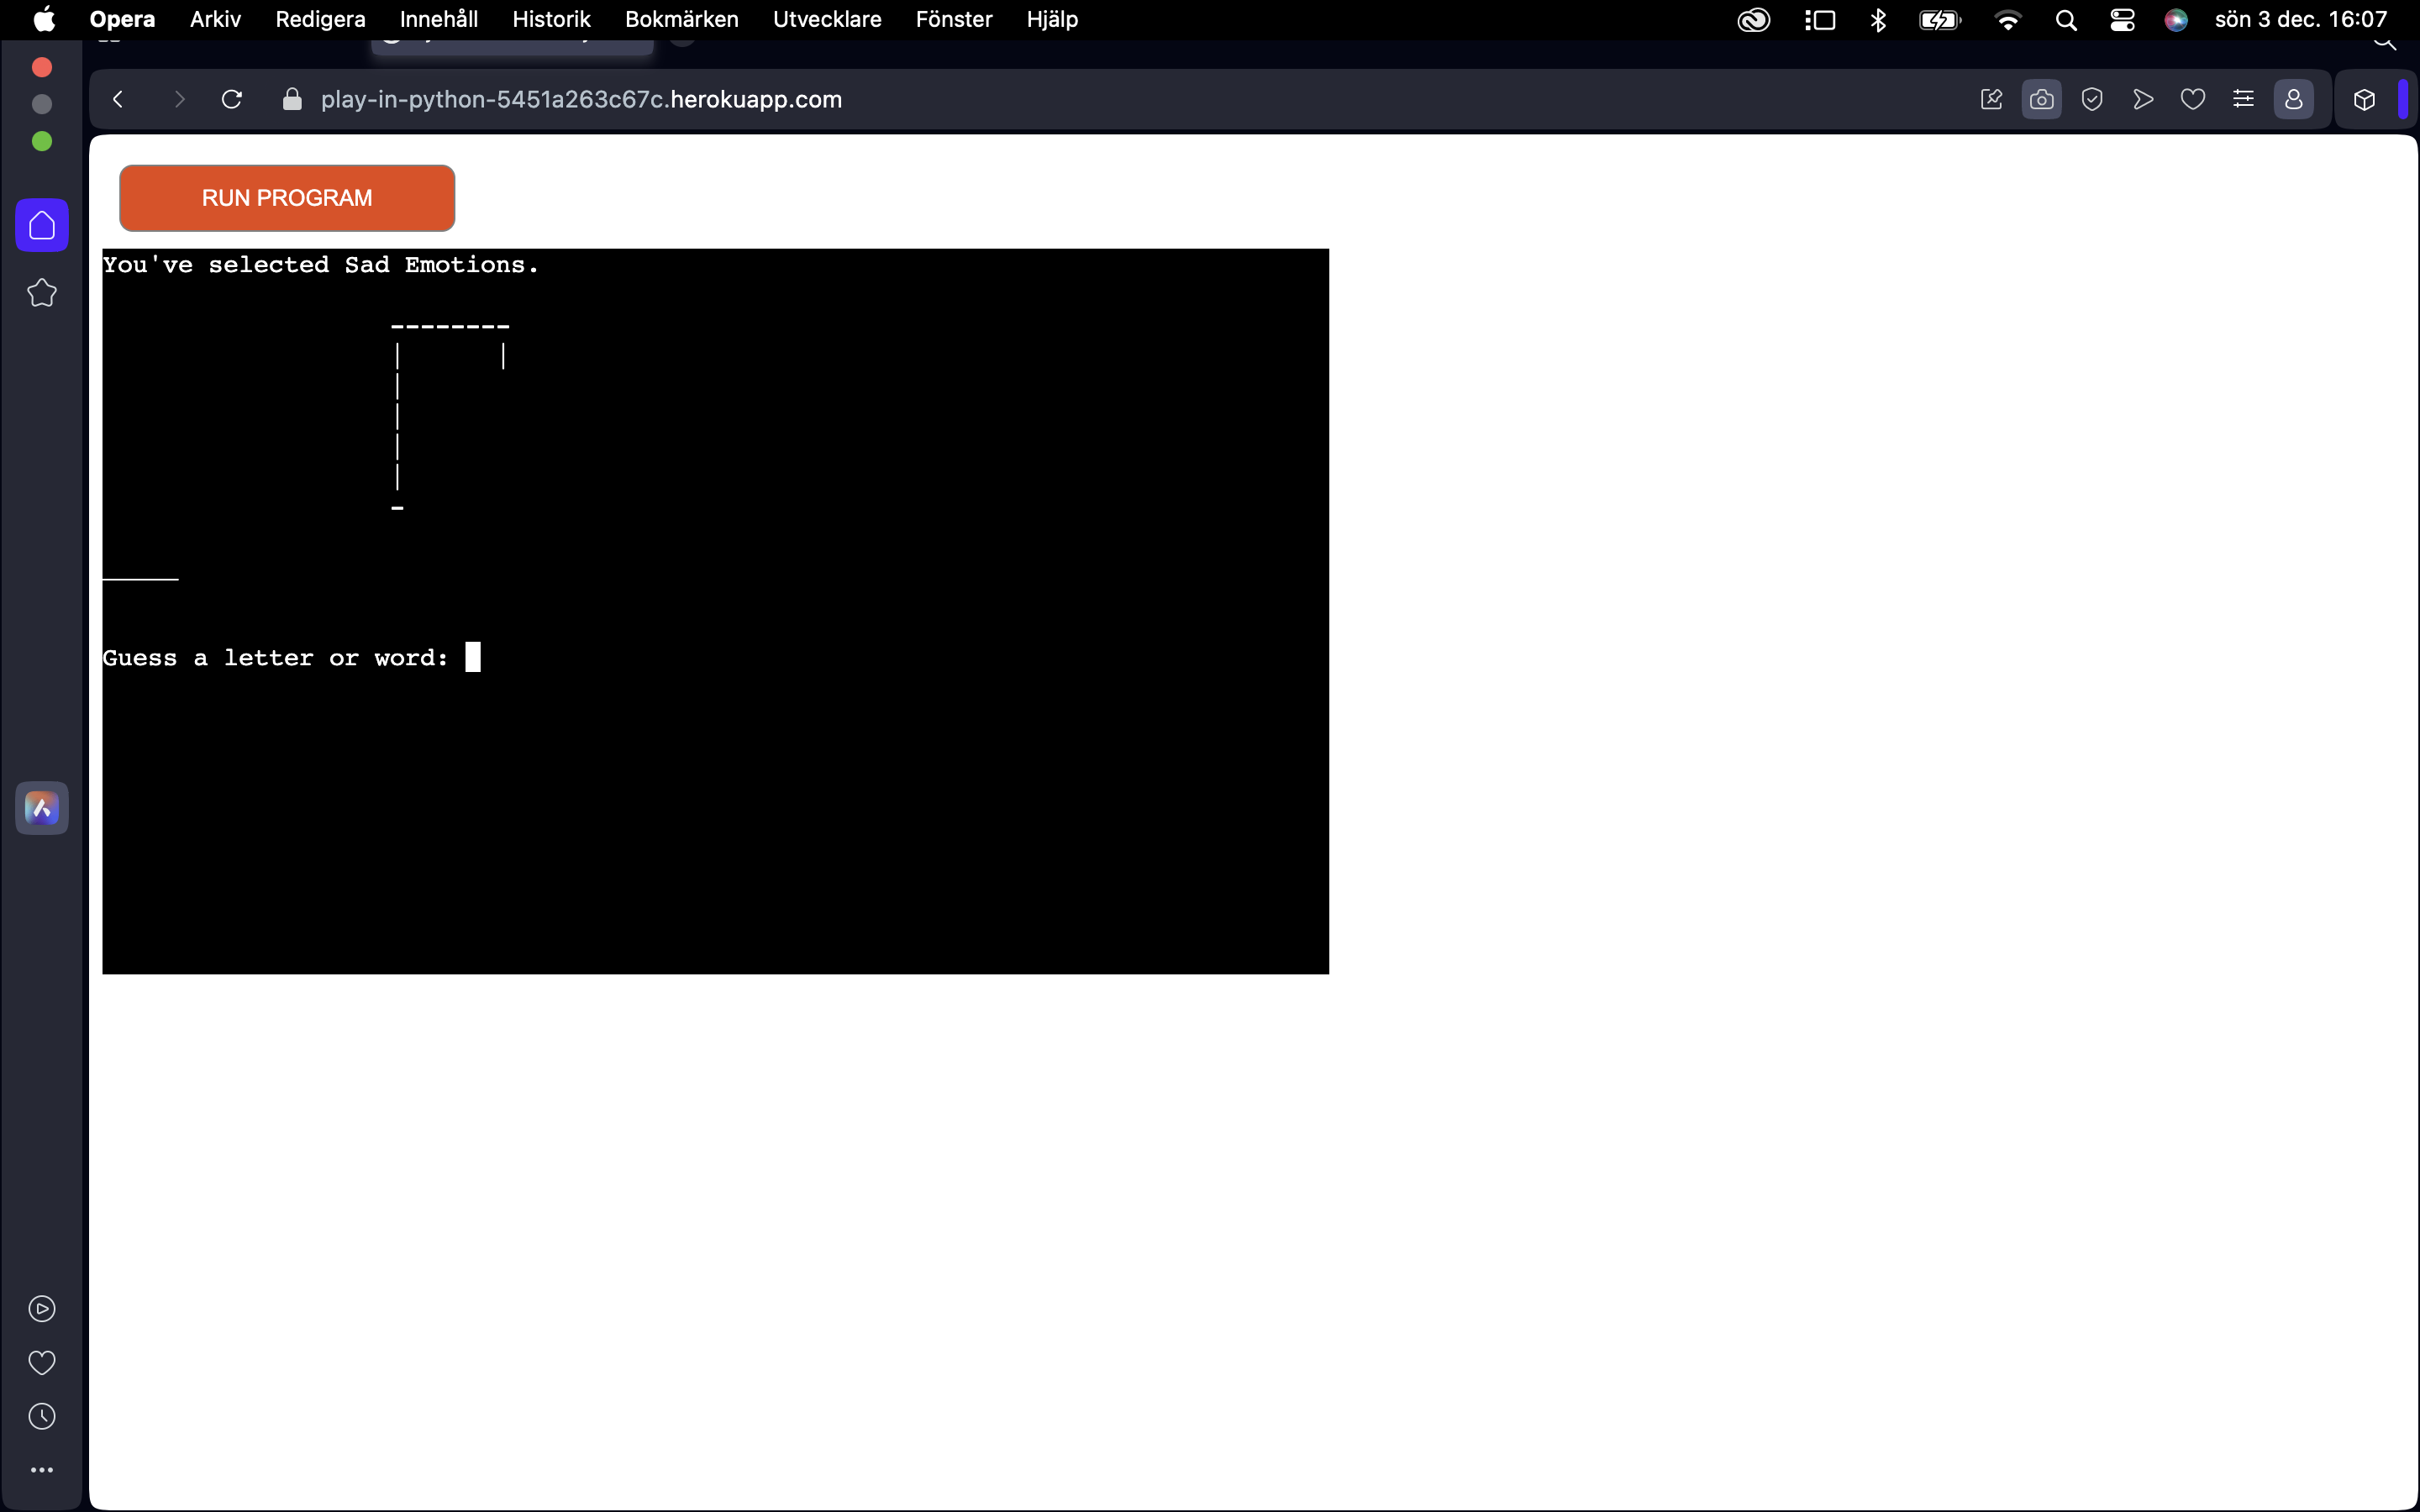 Opera Arkiv Redigera Innehåll Historik Bokmärken Utvecklare Fönster Hjälp sön 3 dec. 16:07
play-in-python-5451a263c67c.herokuapp.com
RUN PROGRAM
You've selected Sad Emotions.
--------
|      |
|
|
|
|
-
_____
Guess a letter or word: